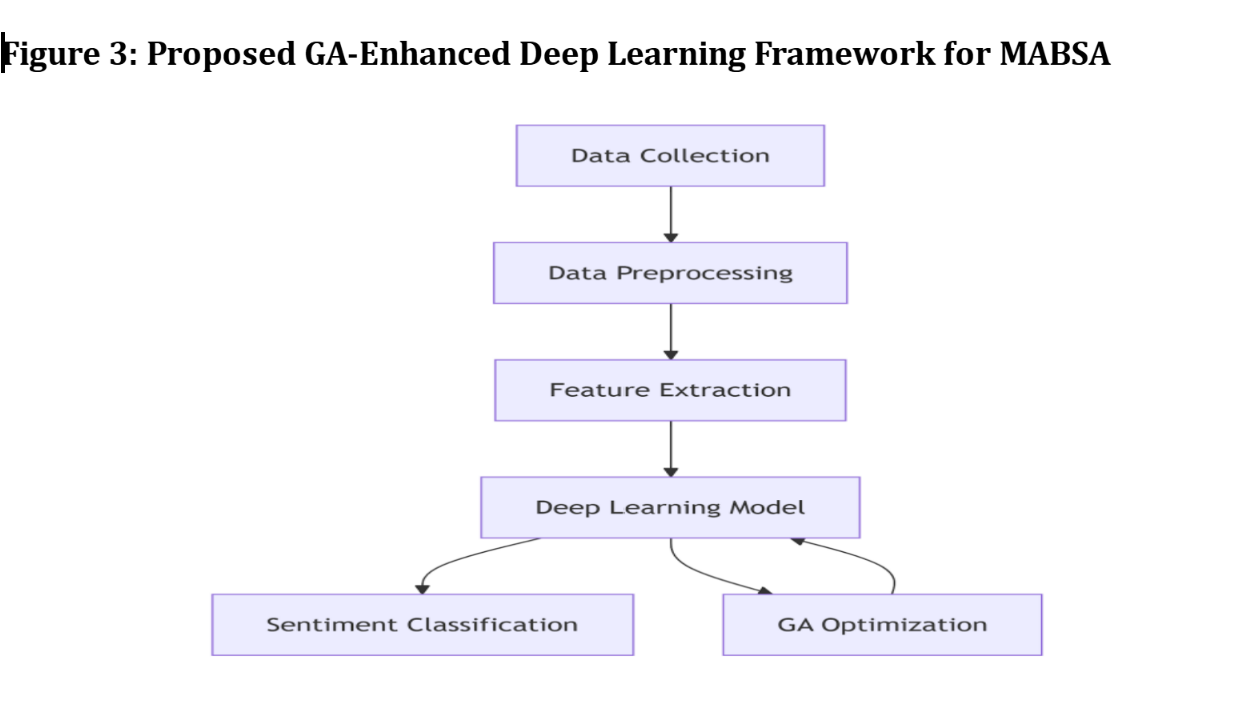 Figure 3: Proposed GA-Enhanced Deep Learning Framework for MABSA
Data Collection
Data Preprocessing
Feature Extraction
Deep Learning Model
Sentiment Classification
GA Optimization